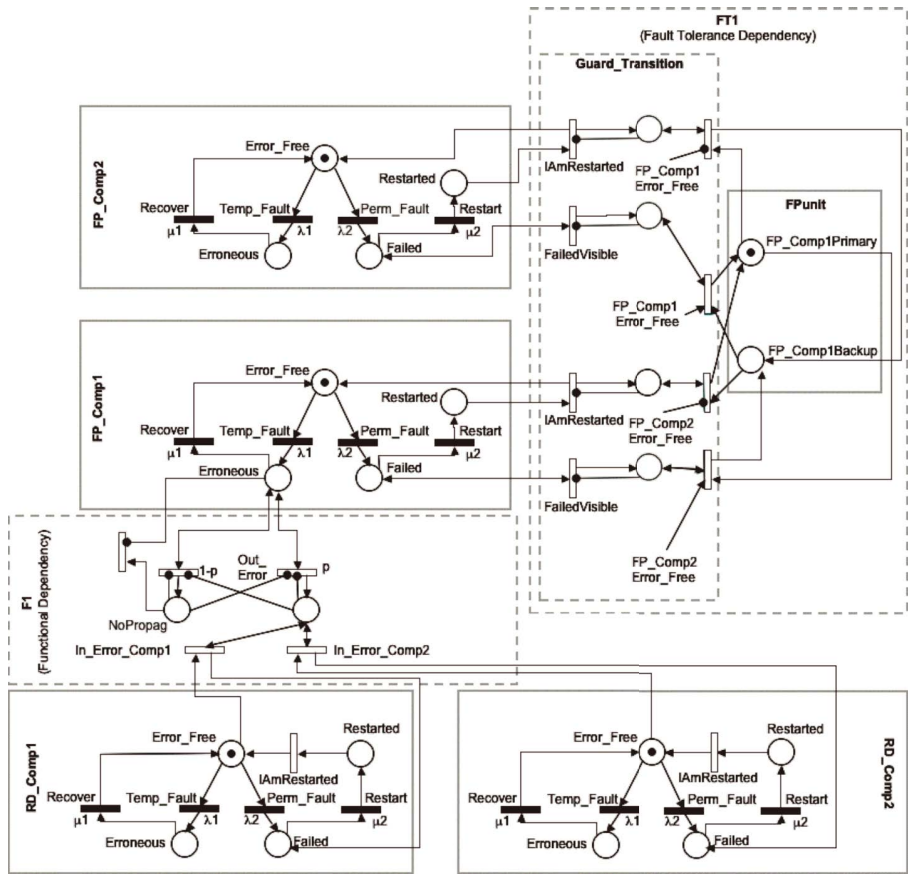 FT1
(Fault Tolerance Dependency)
Guard_Transition
FP_Comp2
Error_Free
Restarted
Recover
Temp_Fault
Perm_Fault
Restart
μ1
λ1
λ2
μ2
Erroneous
Failed
IAmRestarted
FP_Comp1
Error_Free
FailedVisible
FP_Comp1
Error_Free
FPunit
FP_Comp1Primary
FP_Comp1Backup
FP_Comp1
Error_Free
Restarted
Recover
Temp_Fault
Perm_Fault
Restart
μ1
λ1
λ2
μ2
Erroneous
Failed
IAmRestarted
FP_Comp2
Error_Free
FailedVisible
FP_Comp2
Error_Free
F1
(Functional Dependency)
1-p
Out_
Error
p
NoPropag
In_Error_Comp1
In_Error_Comp2
RD_Comp1
Error_Free
Restarted
IAmRestarted
Recover
Temp_Fault
Perm_Fault
Restart
μ1
λ1
λ2
μ2
Erroneous
Failed
RD_Comp2
Error_Free
Restarted
IAmRestarted
Recover
Temp_Fault
Perm_Fault
Restart
μ1
λ1
λ2
μ2
Erroneous
Failed